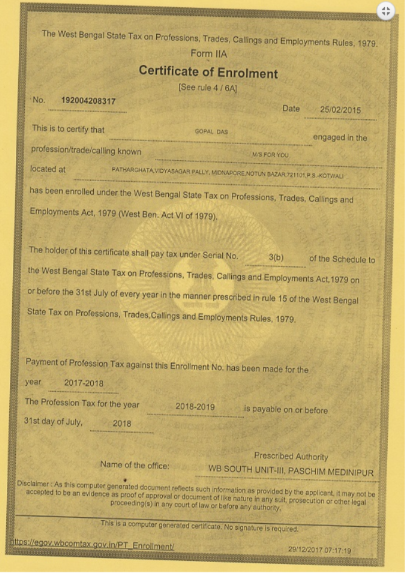 The West Bengal State Tax on Professions, Trades, Callings and Employments Rules, 1979.
Form IIA
Certificate of Enrolment
[See rule 4 / 6A]
No. 192004208317
Date 25/02/2015
This is to certify that GOPAL DAS engaged in the
profession/trade/calling known M/S FOR YOU
located at PATHARGHATA,VIDYASAGAR PALLY, MIDNAPORE,NOTUN BAZAR,721101,P.S.-KOTWALI
has been enrolled under the West Bengal State Tax on Professions, Trades, Callings and
Employments Act, 1979 (West Ben. Act VI of 1979).
The holder of this certificate shall pay tax under Serial No. 3(b) of the Schedule to
the West Bengal State Tax on Professions, Trades, Callings and Employments Act,1979 on
or before the 31st July of every year in the manner prescribed in rule 15 of the West Bengal
State Tax on Professions, Trades,Callings and Employments Rules, 1979.
Payment of Profession Tax against this Enrollment No. has been made for the
year 2017-2018
The Profession Tax for the year 2018-2019 is payable on or before
31st day of July, 2018
Prescribed Authority
Name of the office: WB SOUTH UNIT-III, PASCHIM MEDINIPUR
Disclaimer : As this computer generated document reflects such information as provided by the applicant, it may not be
accepted to be an evidence as proof of approval or document of like nature in any suit, prosecution or other legal
proceeding(s) in any court of law or before any authority.
This is a computer generated certificate. No signature is required.
https://egov.wbcomtax.gov.in/PT_Enrollment/
29/12/2017 07:17:19